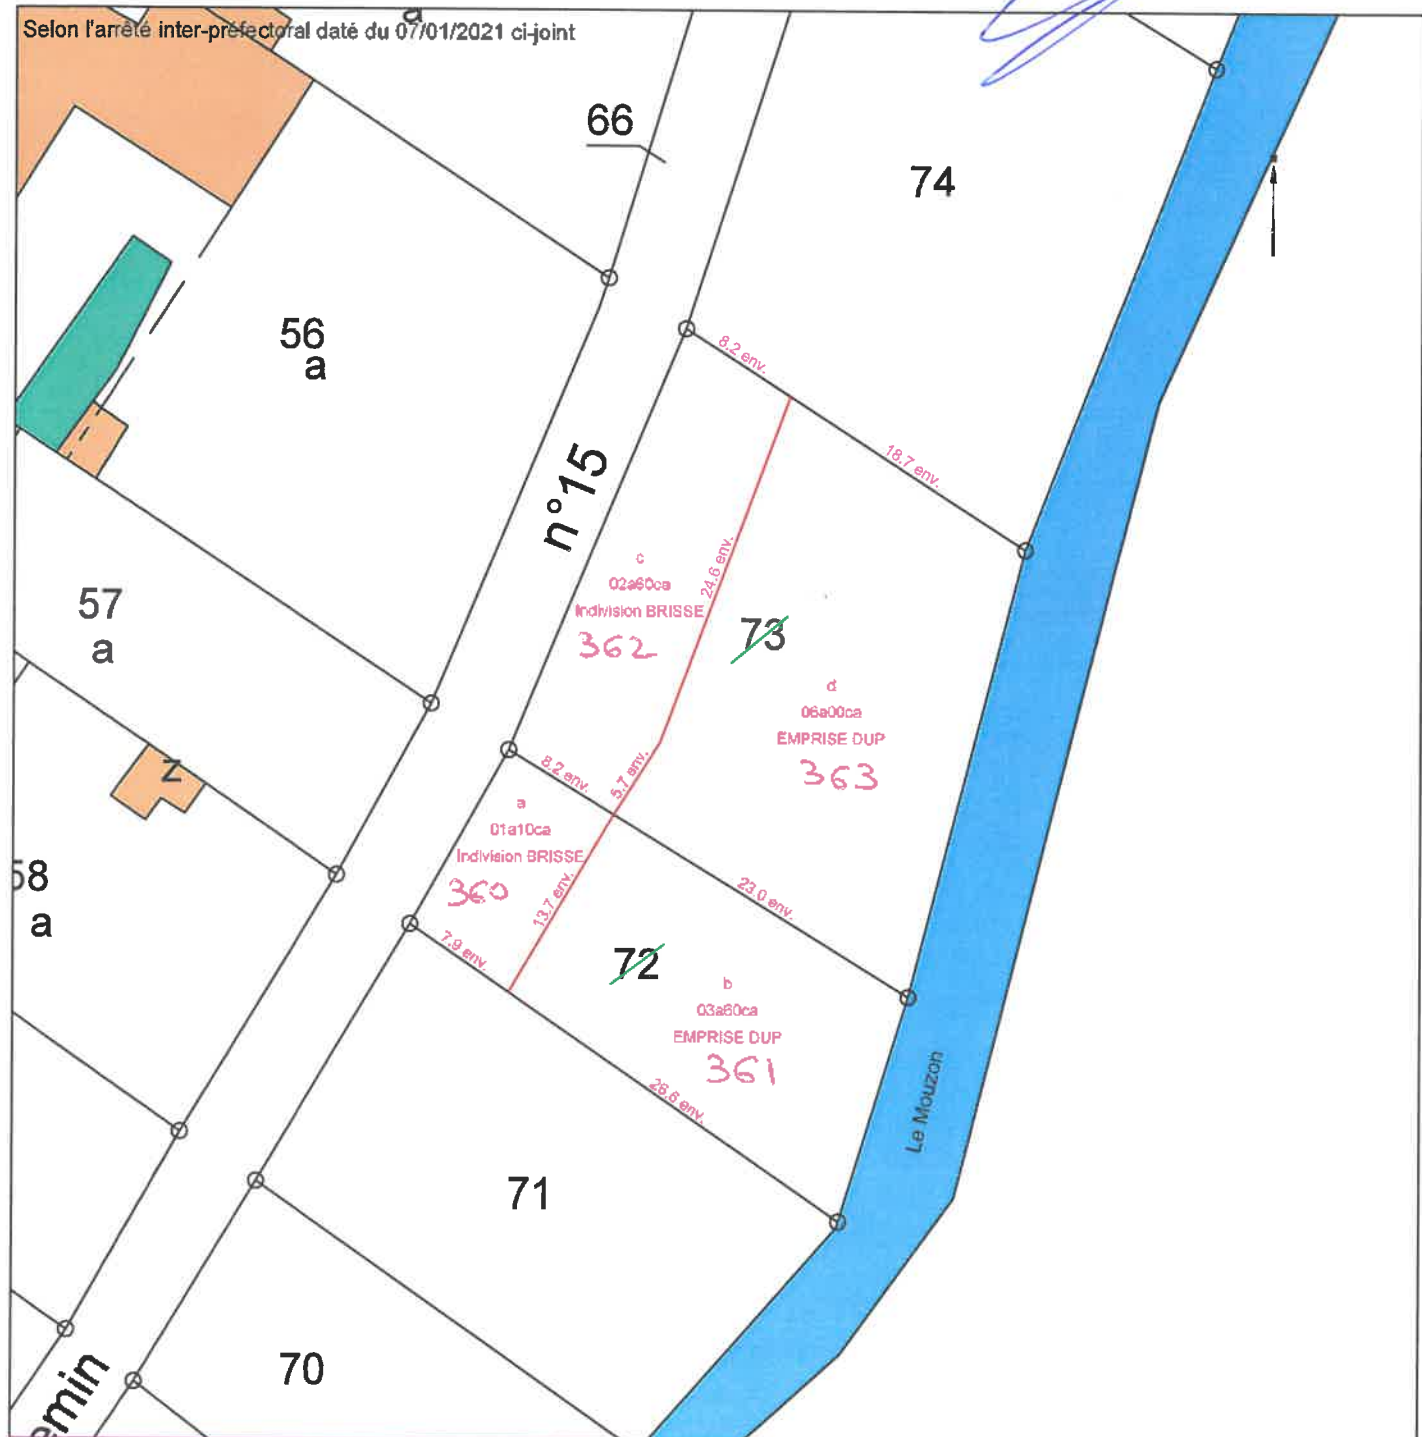 Selon l'arrêté inter-préfectoral daté du 07/01/2021 ci-joint
a
66
74
56
a
8.2 env.
18.7 env.
n°15
c
02a60ca
Indivision BRISSE
362
24.6 env.
73
57
a
d
06a00ca
EMPRISE DUP
363
z
8.2 env.
5.7 env.
a
01a10ca
Indivision BRISSE
360
13.7 env.
58
a
23.0 env.
7.9 env.
72
b
03a60ca
EMPRISE DUP
361
26.6 env.
Le Mouzon
71
70
emin